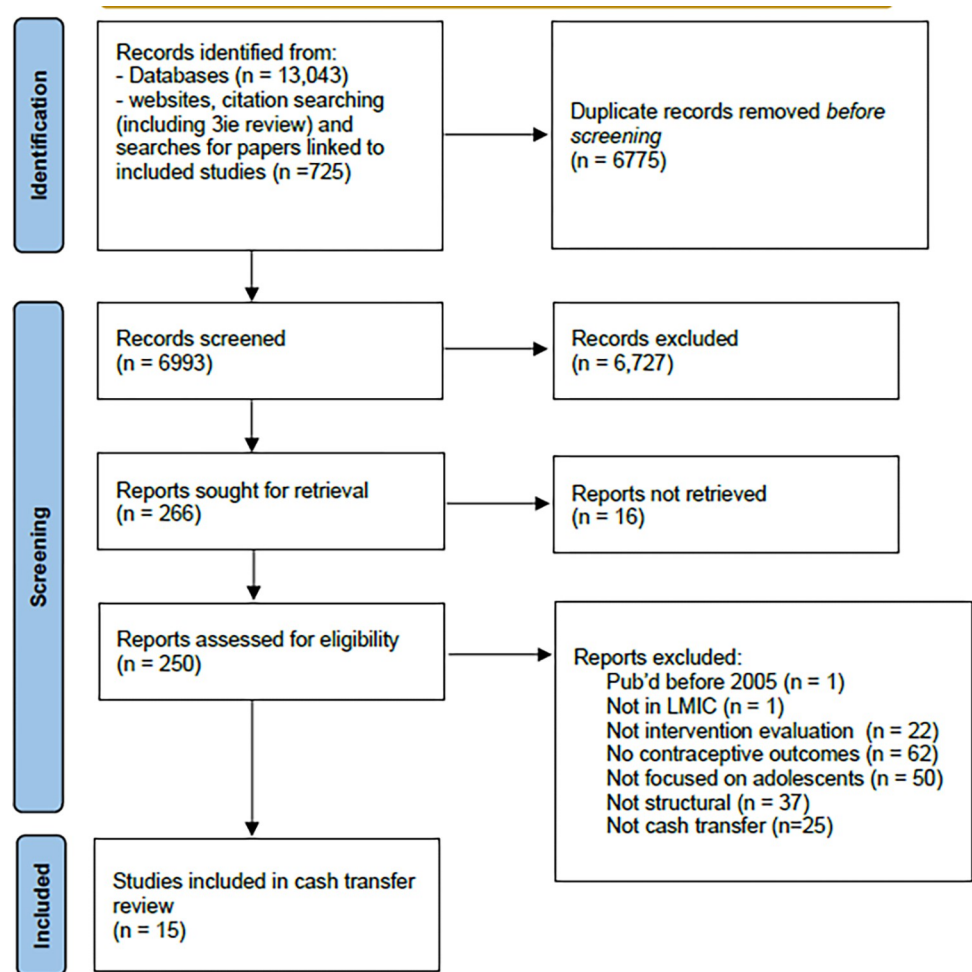 Identification
Records identified from:
- Databases (n = 13,043)
- websites, citation searching
(including 3ie review) and
searches for papers linked to
included studies (n =725)
Duplicate records removed before
screening
(n = 6775)
Screening
Records screened
(n = 6993)
Records excluded
(n = 6,727)
Reports sought for retrieval
(n = 266)
Reports not retrieved
(n = 16)
Reports assessed for eligibility
(n = 250)
Reports excluded:
Pub'd before 2005 (n = 1)
Not in LMIC (n = 1)
Not intervention evaluation (n = 22)
No contraceptive outcomes (n = 62)
Not focused on adolescents (n = 50)
Not structural (n = 37)
Not cash transfer (n=25)
Included
Studies included in cash transfer
review
(n = 15)